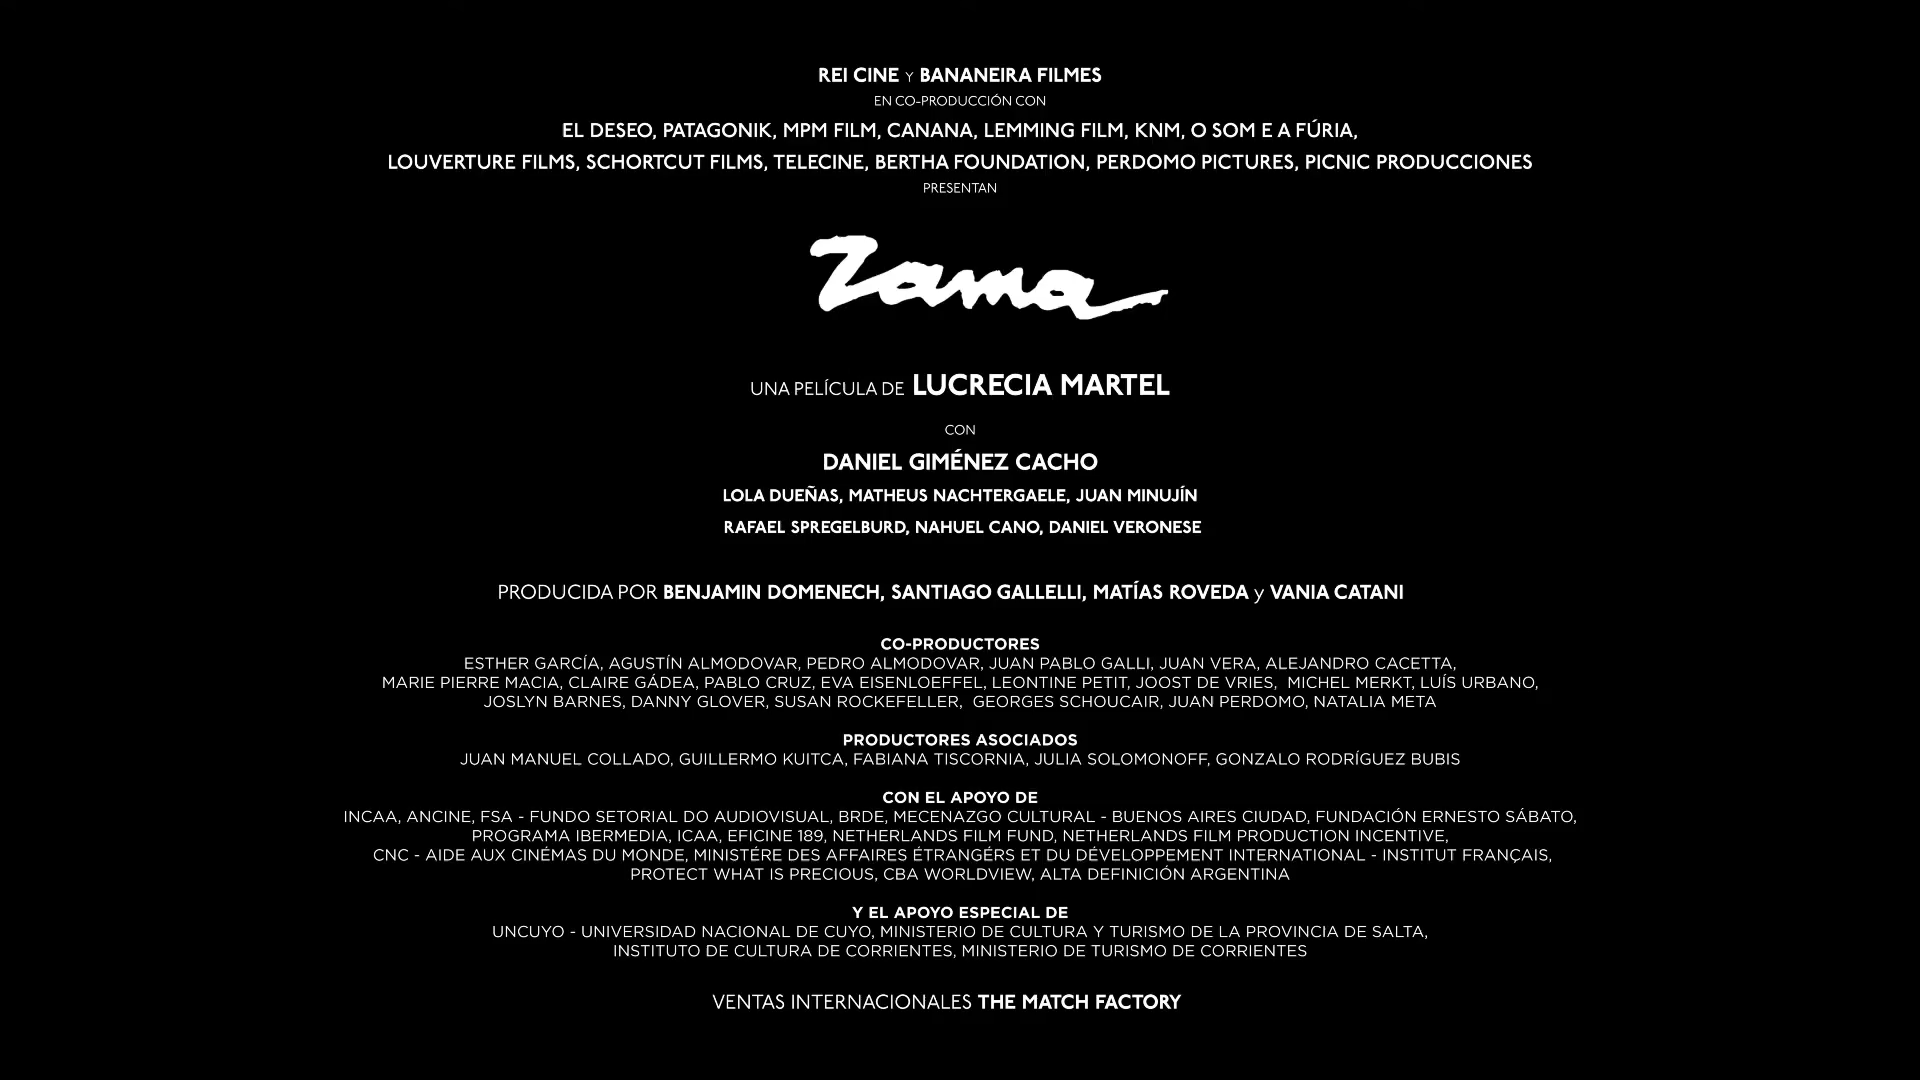 REI CINE Y BANANEIRA FILMES
EN CO-PRODUCCIÓN CON
EL DESEO, PATAGONIK, MPM FILM, CANANA, LEMMING FILM, KNM, O SOM E A FÚRIA,
LOUVERTURE FILMS, SCHORTCUT FILMS, TELECINE, BERTHA FOUNDATION, PERDOMO PICTURES, PICNIC PRODUCCIONES
PRESENTAN
Zama
UNA PELÍCULA DE LUCRECIA MARTEL
CON
DANIEL GIMÉNEZ CACHO
LOLA DUEÑAS, MATHEUS NACHTERGAELE, JUAN MINUJÍN
RAFAEL SPREGELBURD, NAHUEL CANO, DANIEL VERONESE
PRODUCIDA POR BENJAMIN DOMENECH, SANTIAGO GALLELLI, MATÍAS ROVEDA y VANIA CATANI
CO-PRODUCTORES
ESTHER GARCÍA, AGUSTÍN ALMODOVAR, PEDRO ALMODOVAR, JUAN PABLO GALLI, JUAN VERA, ALEJANDRO CACETTA,
MARIE PIERRE MACIA, CLAIRE GÁDEA, PABLO CRUZ, EVA EISENLOEFFEL, LEONTINE PETIT, JOOST DE VRIES, MICHEL MERKT, LUÍS URBANO,
JOSLYN BARNES, DANNY GLOVER, SUSAN ROCKEFELLER, GEORGES SCHOUCAIR, JUAN PERDOMO, NATALIA META
PRODUCTORES ASOCIADOS
JUAN MANUEL COLLADO, GUILLERMO KUITCA, FABIANA TISCORNIA, JULIA SOLOMONOFF, GONZALO RODRÍGUEZ BUBIS
CON EL APOYO DE
INCAA, ANCINE, FSA - FUNDO SETORIAL DO AUDIOVISUAL, BRDE, MECENAZGO CULTURAL - BUENOS AIRES CIUDAD, FUNDACIÓN ERNESTO SÁBATO,
PROGRAMA IBERMEDIA, ICAA, EFICINE 189, NETHERLANDS FILM FUND, NETHERLANDS FILM PRODUCTION INCENTIVE,
CNC - AIDE AUX CINÉMAS DU MONDE, MINISTÉRE DES AFFAIRES ÉTRANGÉRS ET DU DÉVELOPPEMENT INTERNATIONAL - INSTITUT FRANÇAIS,
PROTECT WHAT IS PRECIOUS, CBA WORLDVIEW, ALTA DEFINICIÓN ARGENTINA
Y EL APOYO ESPECIAL DE
UNCUYO - UNIVERSIDAD NACIONAL DE CUYO, MINISTERIO DE CULTURA Y TURISMO DE LA PROVINCIA DE SALTA,
INSTITUTO DE CULTURA DE CORRIENTES, MINISTERIO DE TURISMO DE CORRIENTES
VENTAS INTERNACIONALES THE MATCH FACTORY